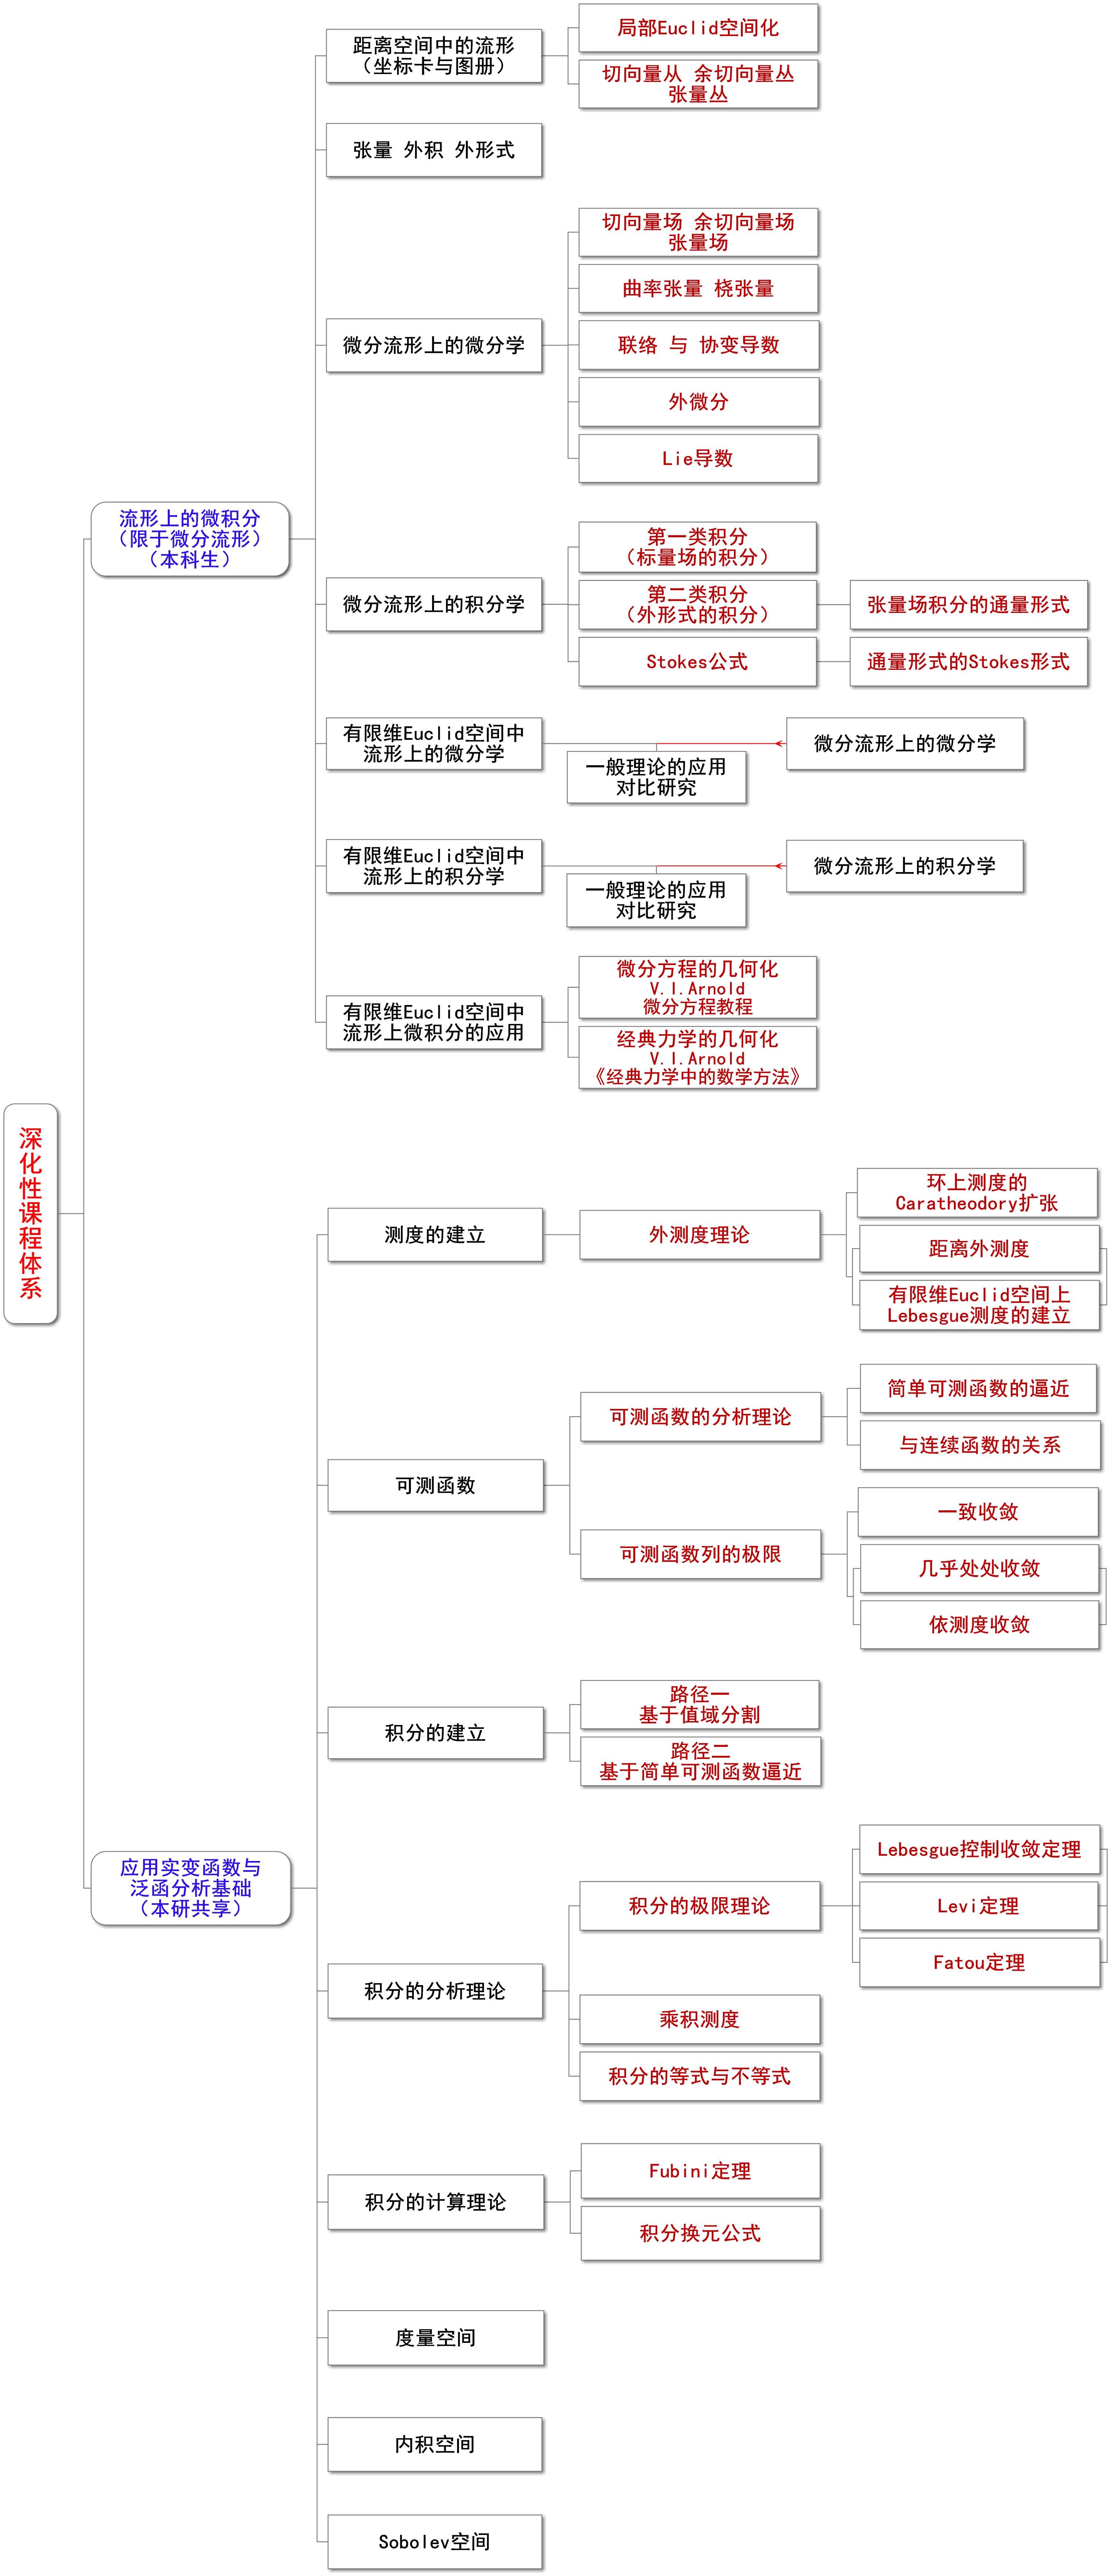 深化性课程体系
流形上的微积分
（限于微分流形）
（本科生）
距离空间中的流形
（坐标卡与图册）
局部Euclid空间化
切向量从 余切向量丛
张量丛
张量 外积 外形式
微分流形上的微分学
切向量场 余切向量场
张量场
曲率张量 桡张量
联络 与 协变导数
外微分
Lie导数
微分流形上的积分学
第一类积分
（标量场的积分）
第二类积分
（外形式的积分）
张量场积分的通量形式
Stokes公式
通量形式的Stokes形式
有限维Euclid空间中
流形上的微分学
一般理论的应用
对比研究
微分流形上的微分学
有限维Euclid空间中
流形上的积分学
一般理论的应用
对比研究
微分流形上的积分学
有限维Euclid空间中
流形上微积分的应用
微分方程的几何化
V.I.Arnold
微分方程教程
经典力学的几何化
V.I.Arnold
《经典力学中的数学方法》
应用实变函数与
泛函分析基础
（本研共享）
测度的建立
外测度理论
环上测度的
Caratheodory扩张
距离外测度
有限维Euclid空间上
Lebesgue测度的建立
可测函数
可测函数的分析理论
简单可测函数的逼近
与连续函数的关系
可测函数列的极限
一致收敛
几乎处处收敛
依测度收敛
积分的建立
路径一
基于值域分割
路径二
基于简单可测函数逼近
积分的分析理论
积分的极限理论
Lebesgue控制收敛定理
Levi定理
Fatou定理
乘积测度
积分的等式与不等式
积分的计算理论
Fubini定理
积分换元公式
度量空间
内积空间
Sobolev空间